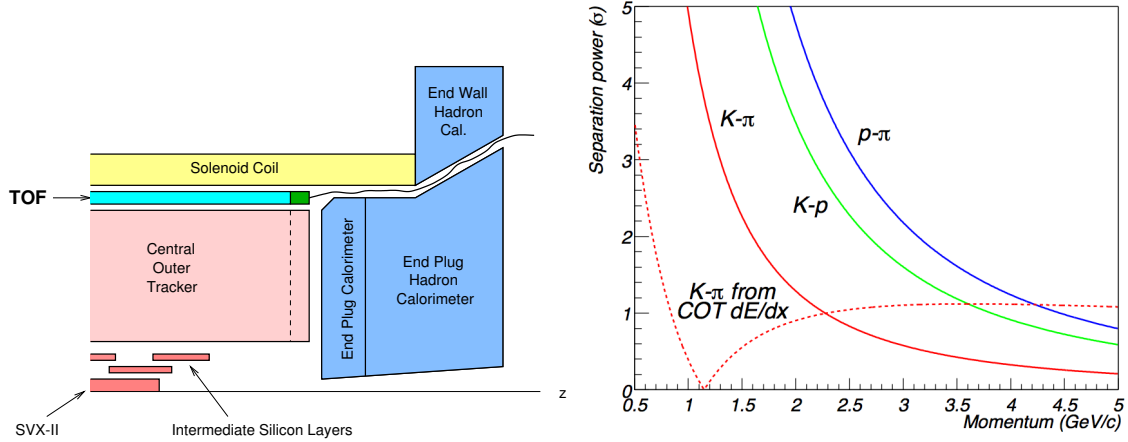 End Wall
Hadron
Cal.
Solenoid Coil
TOF
Central
Outer
Tracker
End Plug Calorimeter
End Plug
Hadron
Calorimeter
z
SVX-II
Intermediate Silicon Layers
Separation power (σ)
5
4
3
2
1
0
K-π
p-π
K-p
K-π from
COT dE/dx
0.5 1 1.5 2 2.5 3 3.5 4 4.5 5
Momentum (GeV/c)